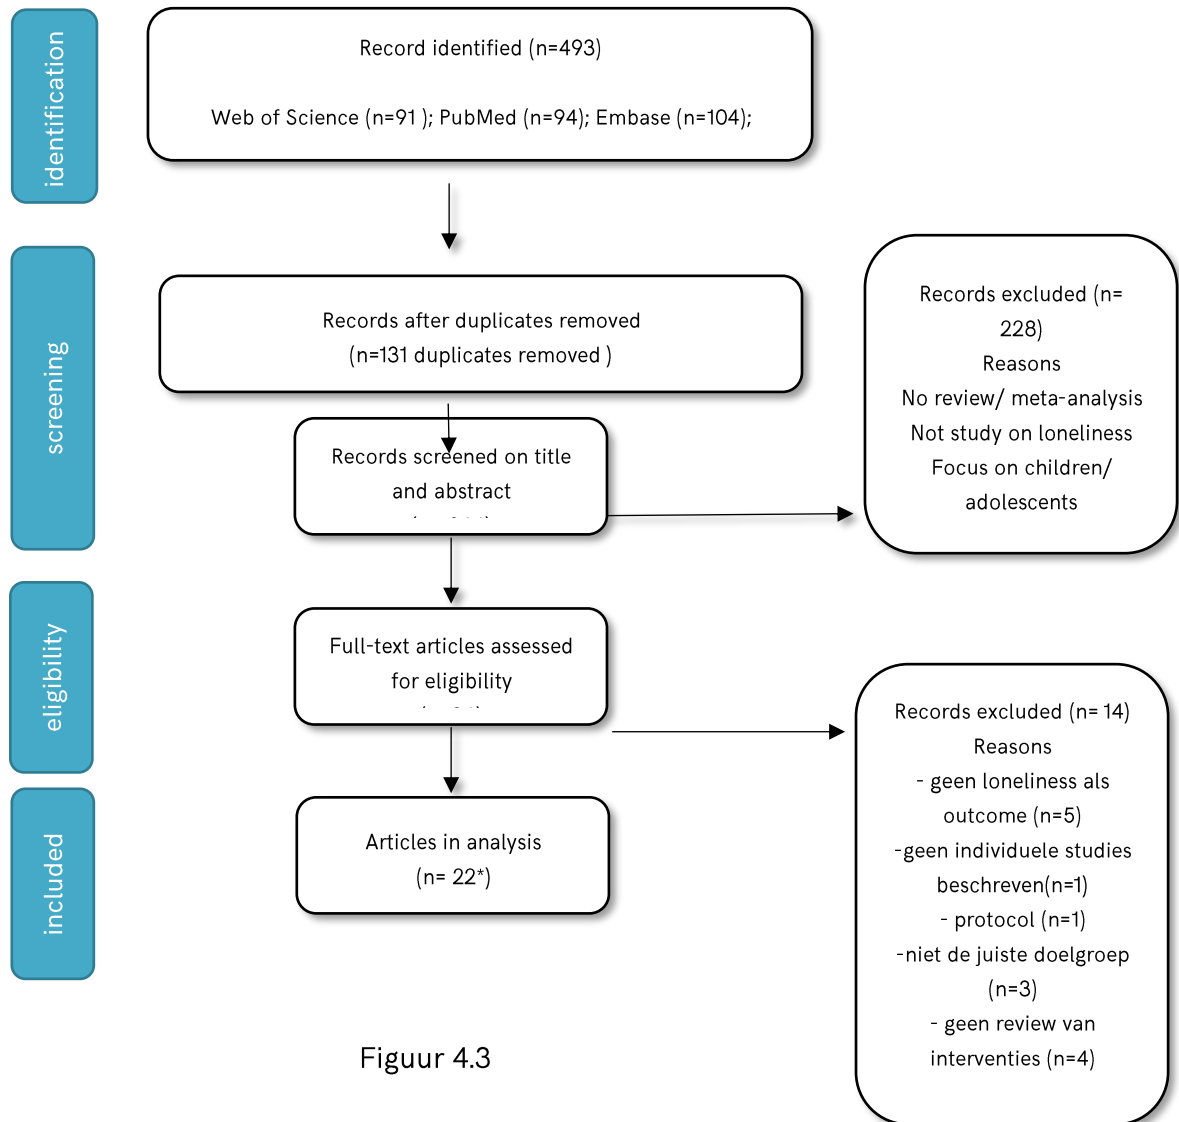 identification
Record identified (n=493)
Web of Science (n=91 ); PubMed (n=94); Embase (n=104);
screening
Records after duplicates removed
(n=131 duplicates removed )
Records screened on title
and abstract
Records excluded (n=
228)
Reasons
No review/ meta-analysis
Not study on loneliness
Focus on children/
adolescents
eligibility
Full-text articles assessed
for eligibility
Records excluded (n= 14)
Reasons
- geen loneliness als
outcome (n=5)
-geen individuele studies
beschreven(n=1)
- protocol (n=1)
-niet de juiste doelgroep
(n=3)
- geen review van
interventies (n=4)
included
Articles in analysis
(n= 22*)
Figuur 4.3